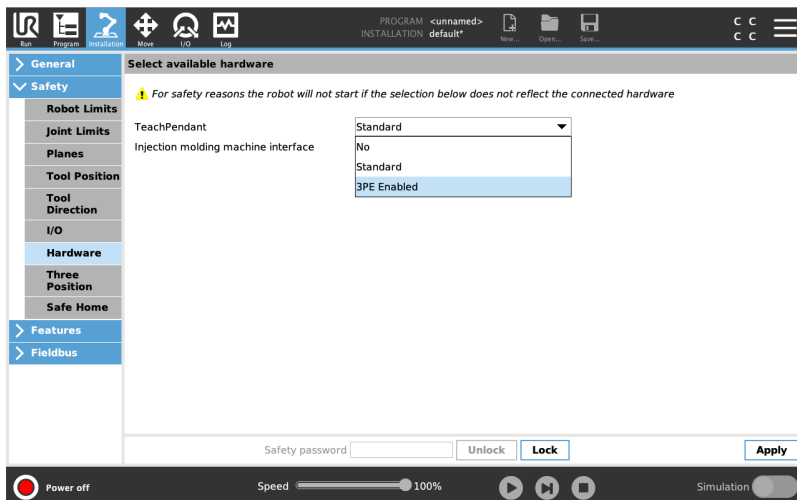 UR
Run
Program
Installation
Move
I/O
Log
PROGRAM <unnamed>
INSTALLATION default*
New...
Open...
Save...
C C
C C
General
Safety
Robot Limits
Joint Limits
Planes
Tool Position
Tool
Direction
I/O
Hardware
Three
Position
Safe Home
Features
Fieldbus
Select available hardware
! For safety reasons the robot will not start if the selection below does not reflect the connected hardware
TeachPendant Standard
Injection molding machine interface
No
Standard
3PE Enabled
Safety password Unlock Lock Apply
Power off Speed 100% Simulation